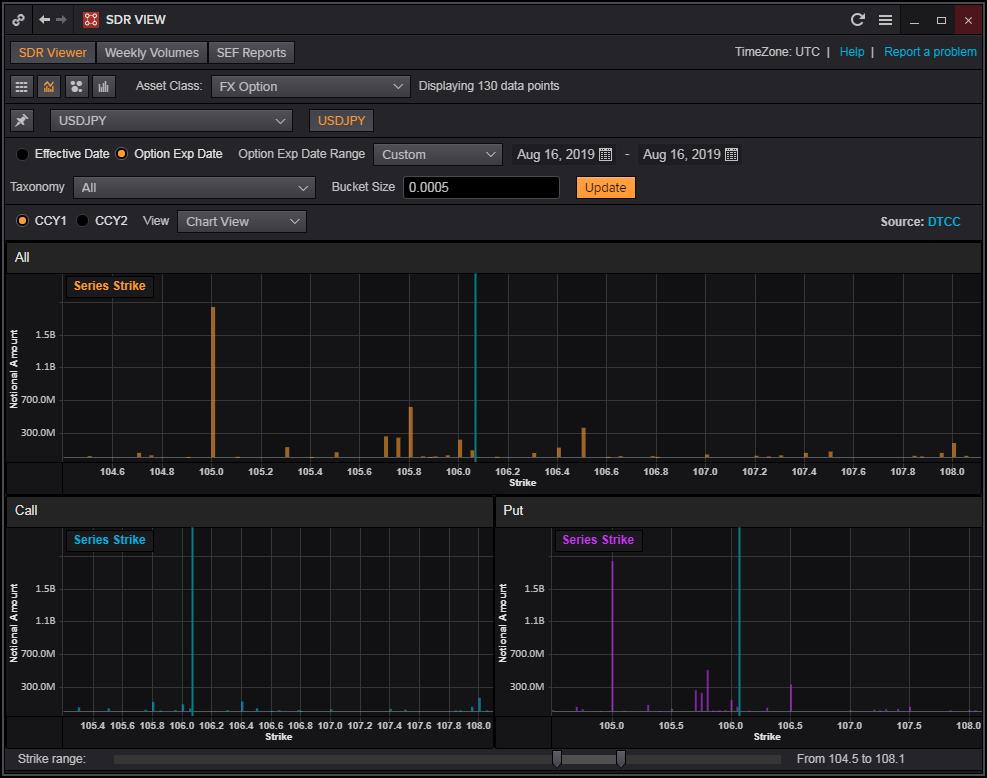 SDR VIEW
SDR Viewer Weekly Volumes SEF Reports TimeZone: UTC | Help | Report a problem
Asset Class: FX Option Displaying 130 data points
USDJPY USDJPY
Effective Date Option Exp Date Option Exp Date Range Custom Aug 16, 2019 - Aug 16, 2019
Taxonomy All Bucket Size 0.0005 Update
CCY1 CCY2 View Chart View Source: DTCC
All
Series Strike
Notional Amount
1.5B
1.1B
700.0M
300.0M
104.6 104.8 105.0 105.2 105.4 105.6 105.8 106.0 106.2 106.4 106.6 106.8 107.0 107.2 107.4 107.6 107.8 108.0
Strike
Call
Series Strike
Notional Amount
1.5B
1.1B
700.0M
300.0M
105.4 105.6 105.8 106.0 106.2 106.4 106.6 106.8 107.0 107.2 107.4 107.6 107.8 108.0
Strike
Put
Series Strike
Notional Amount
1.5B
1.1B
700.0M
300.0M
105.0 105.5 106.0 106.5 107.0 107.5 108.0
Strike
Strike range: From 104.5 to 108.1